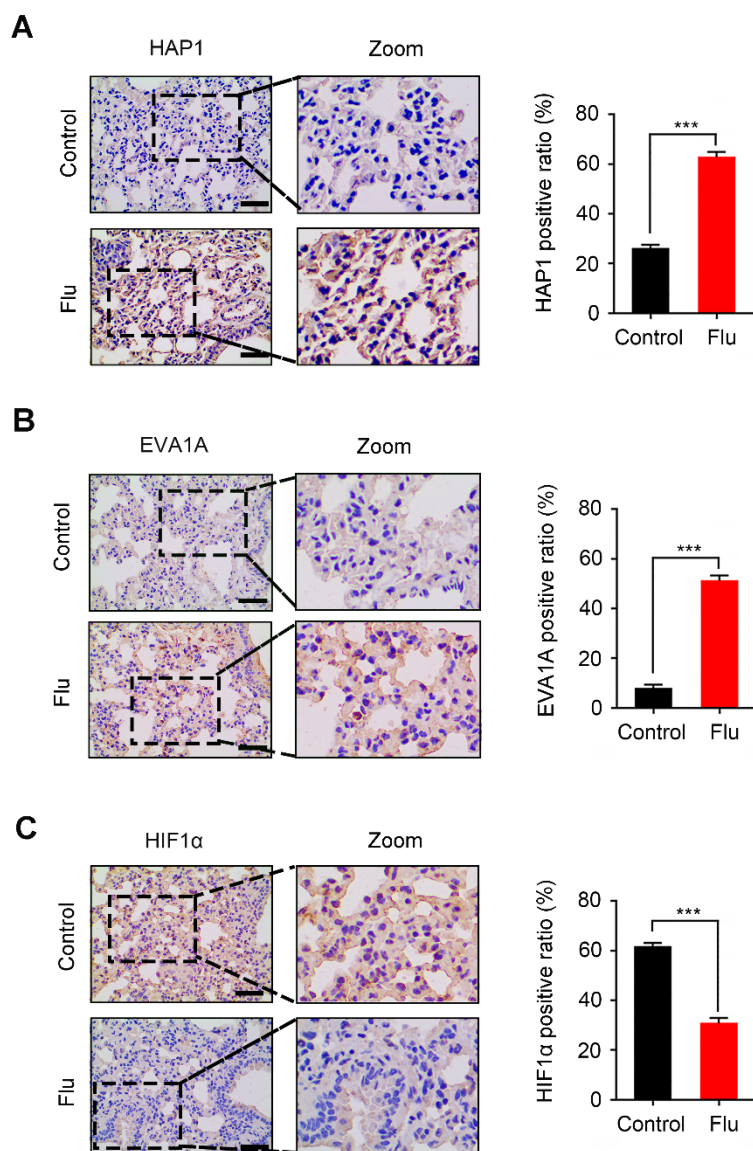 A
HAP1 Zoom
Control
Flu
HAP1 positive ratio (%)
80
60
40
20
0
***
Control Flu
B
EVA1A Zoom
Control
Flu
EVA1A positive ratio (%)
80
60
40
20
0
***
Control Flu
C
HIF1α Zoom
Control
Flu
HIF1α positive ratio (%)
80
60
40
20
0
***
Control Flu